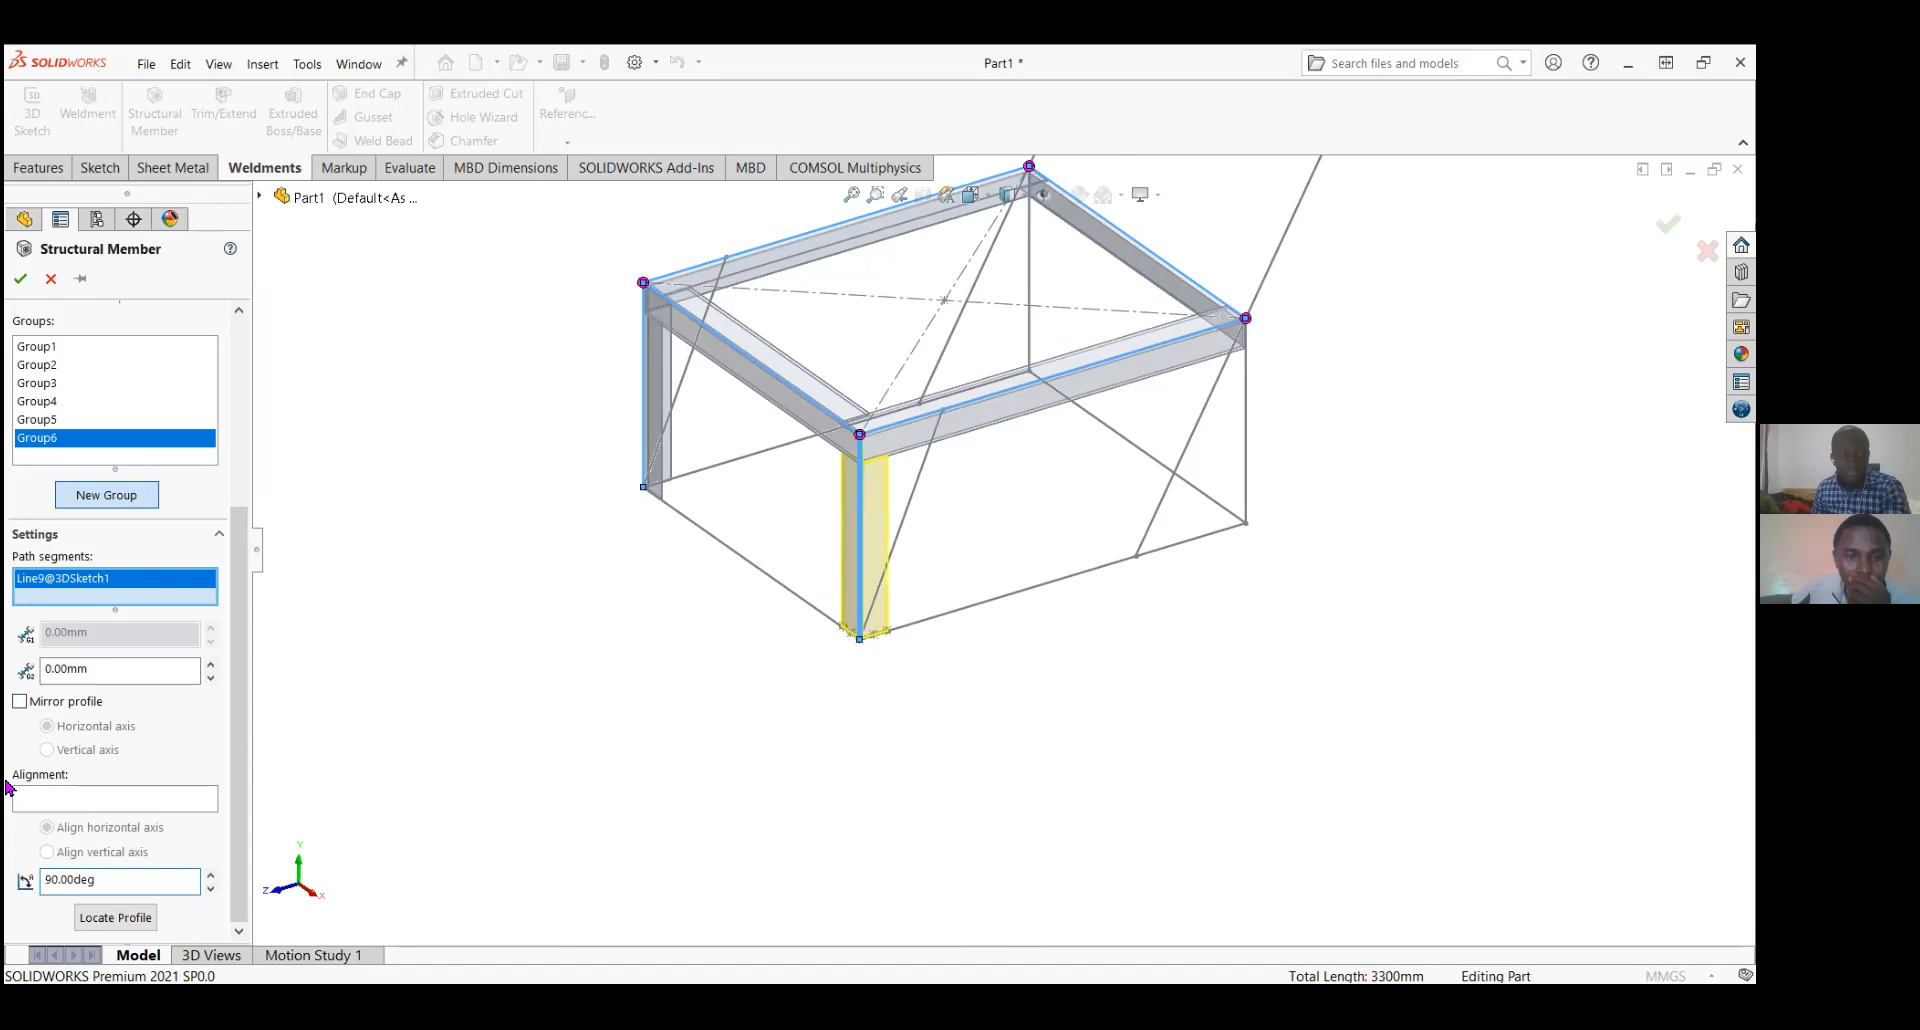 SOLIDWORKS File Edit View Insert Tools Window Part1 * Search files and models
3D Sketch
Weldment
Structural Member
Trim/Extend
Extruded Boss/Base
End Cap
Gusset
Weld Bead
Extruded Cut
Hole Wizard
Chamfer
Referenc...
Features Sketch Sheet Metal Weldments Markup Evaluate MBD Dimensions SOLIDWORKS Add-Ins MBD COMSOL Multiphysics
Part1 (Default<As ...
Structural Member
Groups:
Group1
Group2
Group3
Group4
Group5
Group6
New Group
Settings
Path segments:
Line9@3DSketch1
G1 0.00mm
G2 0.00mm
Mirror profile
Horizontal axis
Vertical axis
Alignment:
Align horizontal axis
Align vertical axis
90.00deg
Locate Profile
Y
Z
X
Model 3D Views Motion Study 1
SOLIDWORKS Premium 2021 SP0.0 Total Length: 3300mm Editing Part MMGS